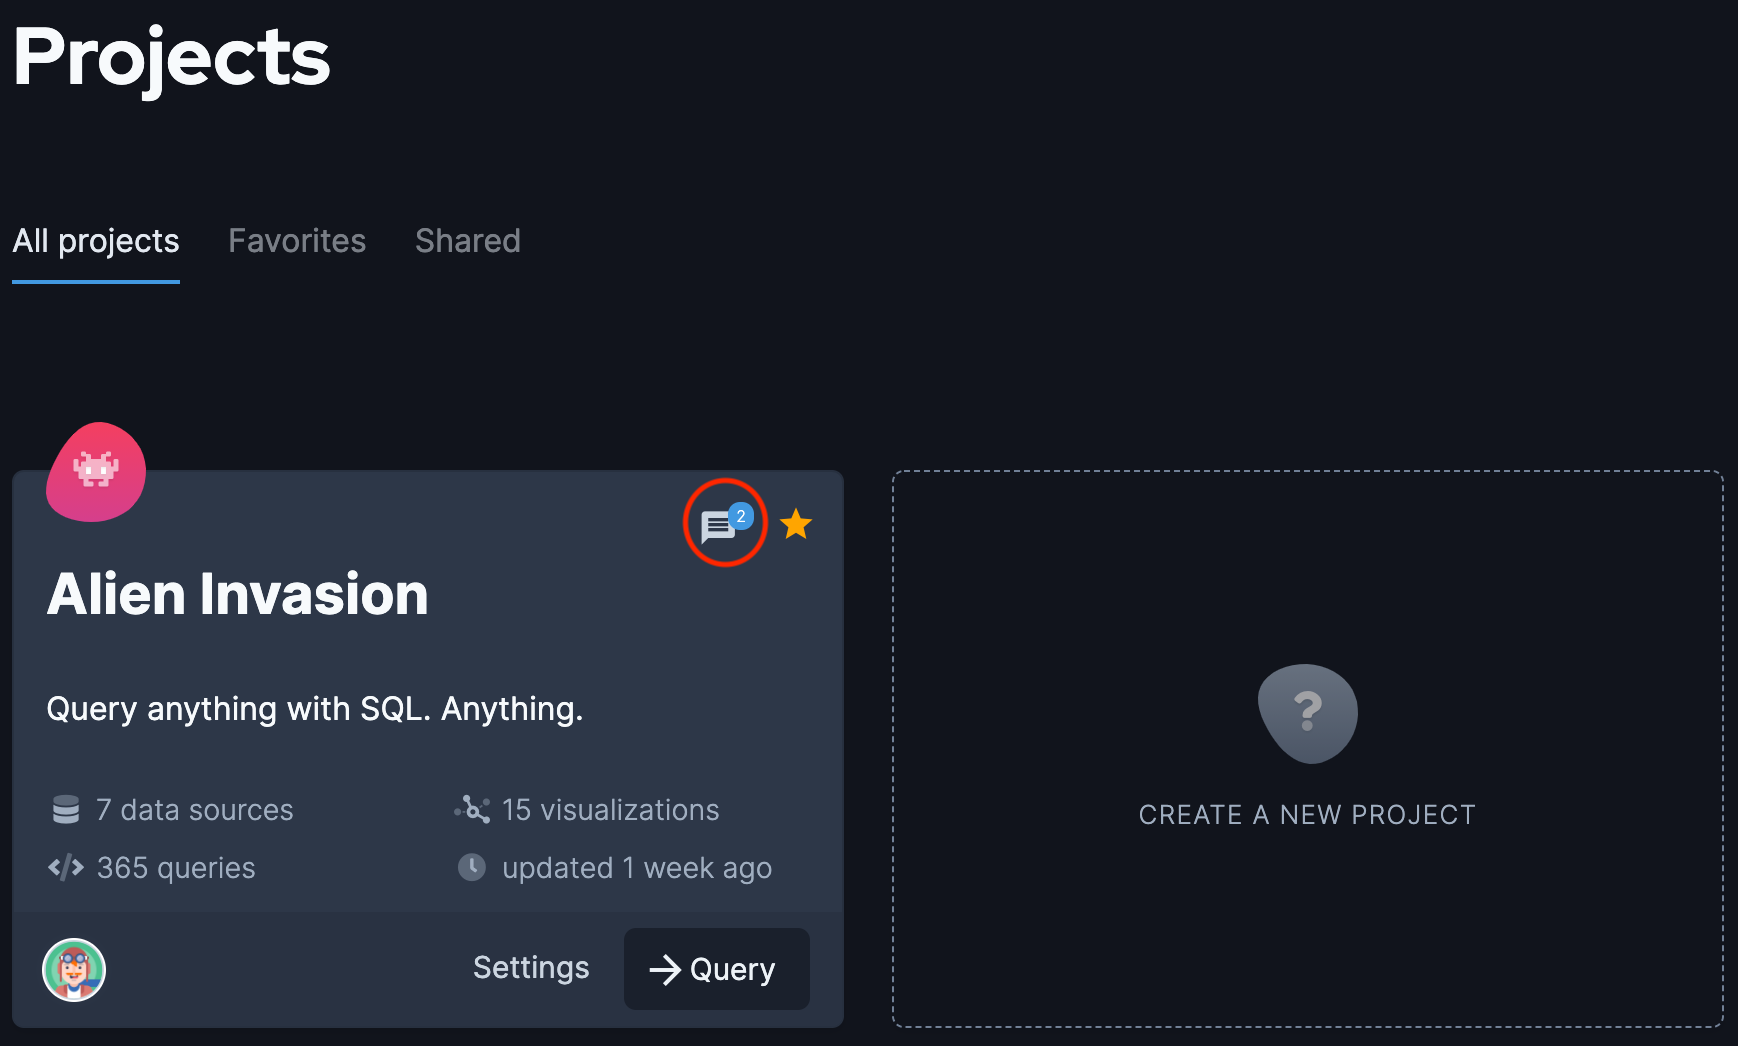 Projects
All projects Favorites Shared
2
Alien Invasion
Query anything with SQL. Anything.
7 data sources 15 visualizations
365 queries updated 1 week ago
Settings Query
?
CREATE A NEW PROJECT